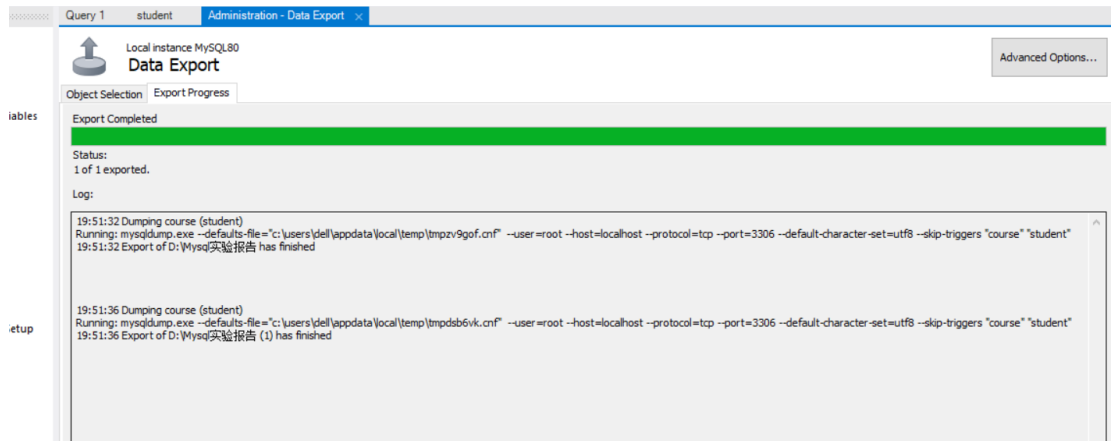 Query 1 student Administration - Data Export ×
Local instance MySQL80
Data Export
Advanced Options...
Object Selection Export Progress
iables
Export Completed
Status:
1 of 1 exported.
Log:
19:51:32 Dumping course (student)
Running: mysqldump.exe --defaults-file="c:\users\dell\appdata\local\temp\tmpzv9gof.cnf" --user=root --host=localhost --protocol=tcp --port=3306 --default-character-set=utf8 --skip-triggers "course" "student"
19:51:32 Export of D:\Mysql实验报告 has finished
19:51:36 Dumping course (student)
etup
Running: mysqldump.exe --defaults-file="c:\users\dell\appdata\local\temp\tmpdsb6vk.cnf" --user=root --host=localhost --protocol=tcp --port=3306 --default-character-set=utf8 --skip-triggers "course" "student"
19:51:36 Export of D:\Mysql实验报告 (1) has finished